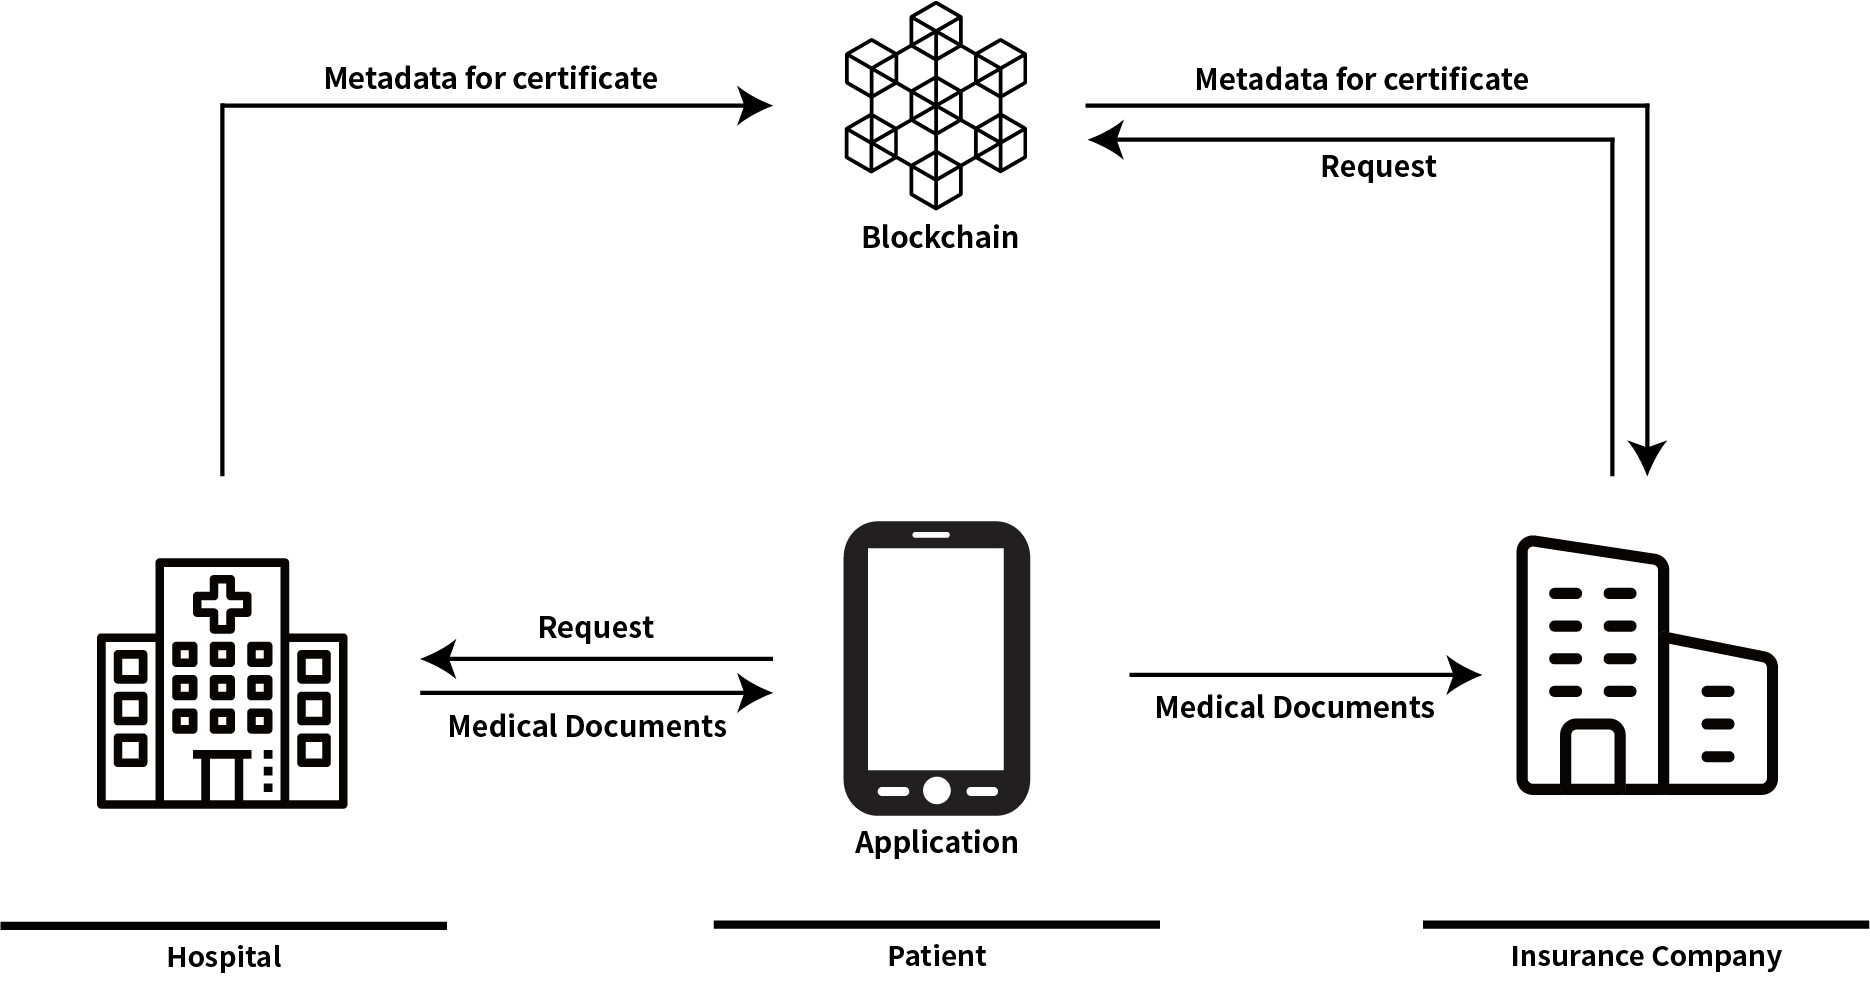 Metadata for certificate
Metadata for certificate
Request
Blockchain
Request
Medical Documents
Medical Documents
Application
Hospital
Patient
Insurance Company